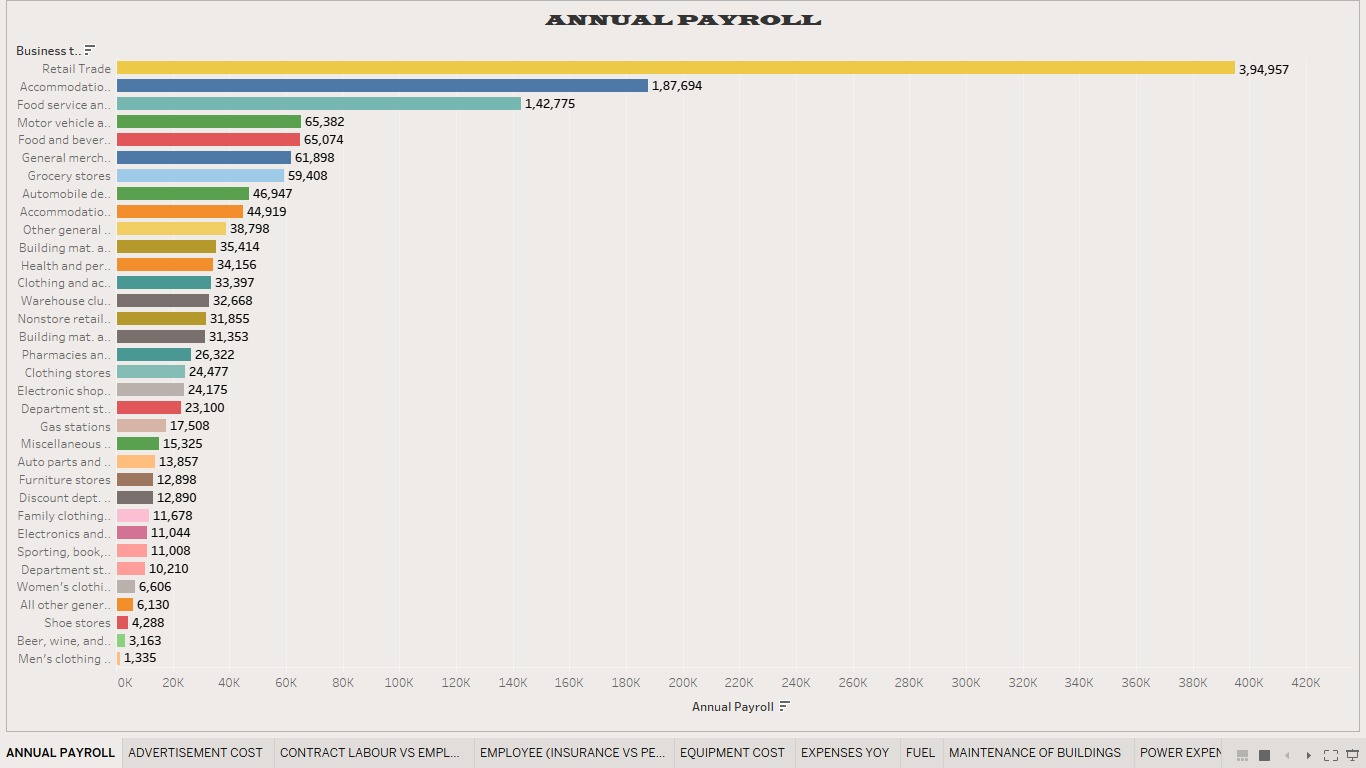 ANNUAL PAYROLL
Business t..
Retail Trade 3,94,957
Accommodatio.. 1,87,694
Food service an.. 1,42,775
Motor vehicle a.. 65,382
Food and bever.. 65,074
General merch.. 61,898
Grocery stores 59,408
Automobile de.. 46,947
Accommodatio.. 44,919
Other general .. 38,798
Building mat. a.. 35,414
Health and per.. 34,156
Clothing and ac.. 33,397
Warehouse clu.. 32,668
Nonstore retail.. 31,855
Building mat. a.. 31,353
Pharmacies an.. 26,322
Clothing stores 24,477
Electronic shop.. 24,175
Department st.. 23,100
Gas stations 17,508
Miscellaneous .. 15,325
Auto parts and .. 13,857
Furniture stores 12,898
Discount dept. .. 12,890
Family clothing.. 11,678
Electronics and.. 11,044
Sporting, book,.. 11,008
Department st.. 10,210
Women's clothi.. 6,606
All other gener.. 6,130
Shoe stores 4,288
Beer, wine, and.. 3,163
Men's clothing .. 1,335
0K 20K 40K 60K 80K 100K 120K 140K 160K 180K 200K 220K 240K 260K 280K 300K 320K 340K 360K 380K 400K 420K
Annual Payroll
ANNUAL PAYROLL ADVERTISEMENT COST CONTRACT LABOUR VS EMPL... EMPLOYEE (INSURANCE VS PE... EQUIPMENT COST EXPENSES YOY FUEL MAINTENANCE OF BUILDINGS POWER EXPEN